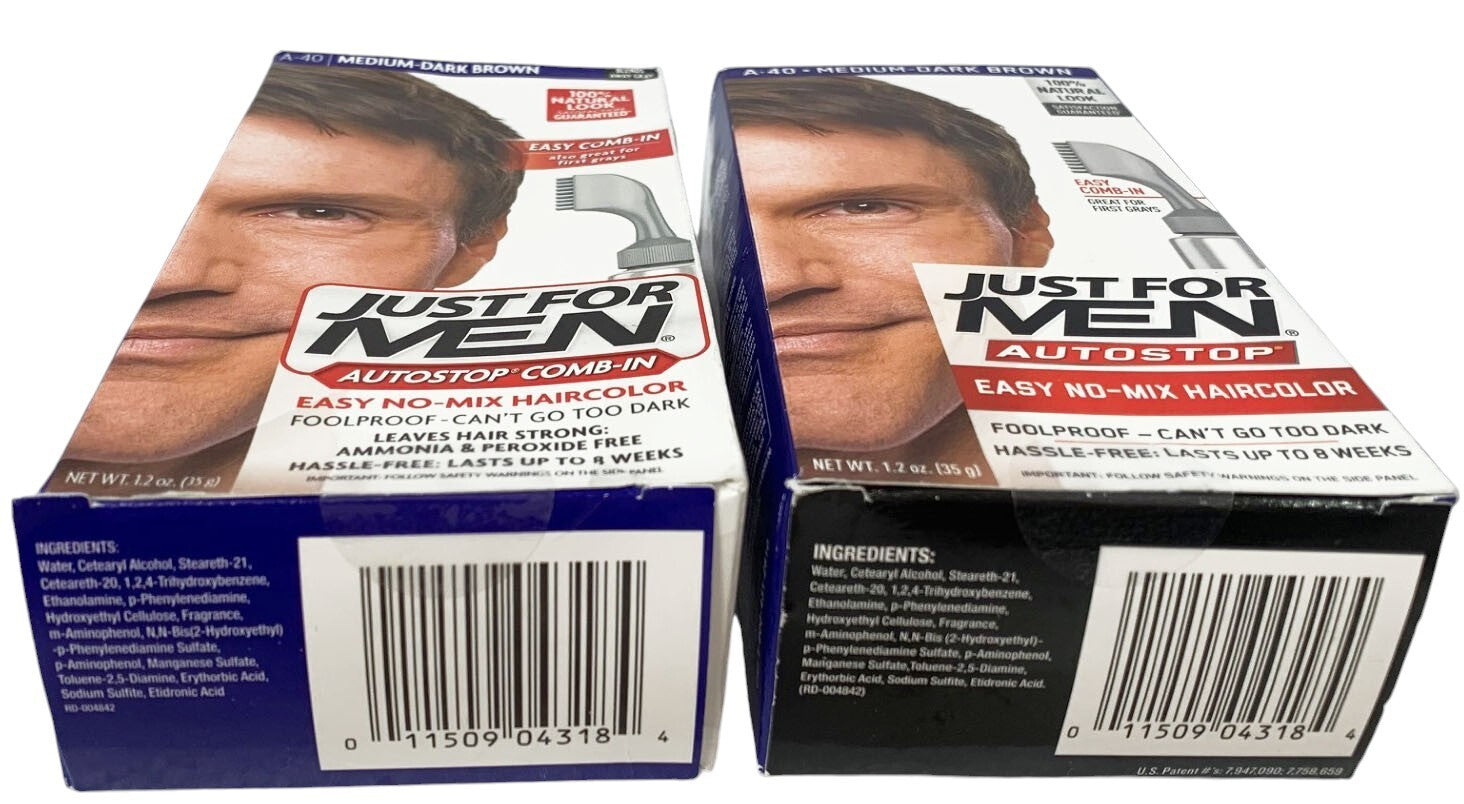 A-40 | MEDIUM-DARK BROWN
100%
NATURAL
LOOK
SATISFACTION
GUARANTEED
EASY COMB-IN
also great for
first grays
JUST FOR
MEN®
AUTOSTOP® COMB-IN
EASY NO-MIX HAIRCOLOR
FOOLPROOF - CAN'T GO TOO DARK
LEAVES HAIR STRONG:
AMMONIA & PEROXIDE FREE
HASSLE-FREE: LASTS UP TO 8 WEEKS
IMPORTANT: FOLLOW SAFETY WARNINGS ON THE SIDE PANEL
NET WT. 1.2 oz. (35 g)
INGREDIENTS:
Water, Cetearyl Alcohol, Steareth-21,
Ceteareth-20, 1,2,4-Trihydroxybenzene,
Ethanolamine, p-Phenylenediamine,
Hydroxyethyl Cellulose, Fragrance,
m-Aminophenol, N,N-Bis(2-Hydroxyethyl)
-p-Phenylenediamine Sulfate,
p-Aminophenol, Manganese Sulfate,
Toluene-2,5-Diamine, Erythorbic Acid,
Sodium Sulfite, Etidronic Acid
RD-004842
0 11509 04318 4
A-40 • MEDIUM-DARK BROWN
100%
NATURAL
LOOK
SATISFACTION
GUARANTEED
EASY
COMB-IN
GREAT FOR
FIRST GRAYS
JUST FOR
MEN®
AUTOSTOP
EASY NO-MIX HAIRCOLOR
FOOLPROOF – CAN'T GO TOO DARK
HASSLE-FREE: LASTS UP TO 8 WEEKS
IMPORTANT: FOLLOW SAFETY WARNINGS ON THE SIDE PANEL
NET WT. 1.2 oz. (35 g)
INGREDIENTS:
Water, Cetearyl Alcohol, Steareth-21,
Ceteareth-20, 1,2,4-Trihydroxybenzene,
Ethanolamine, p-Phenylenediamine,
Hydroxyethyl Cellulose, Fragrance,
m-Aminophenol, N,N-Bis (2-Hydroxyethyl)-
p-Phenylenediamine Sulfate, p-Aminophenol,
Manganese Sulfate,Toluene-2,5-Diamine,
Erythorbic Acid, Sodium Sulfite, Etidronic Acid.
(RD-004842)
0 11509 04318 4
U.S. Patent #'s: 7,947,090; 7,758,659